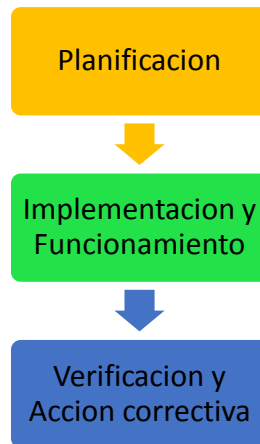 Planificacion
Implementacion y
Funcionamiento
Verificacion y
Accion correctiva